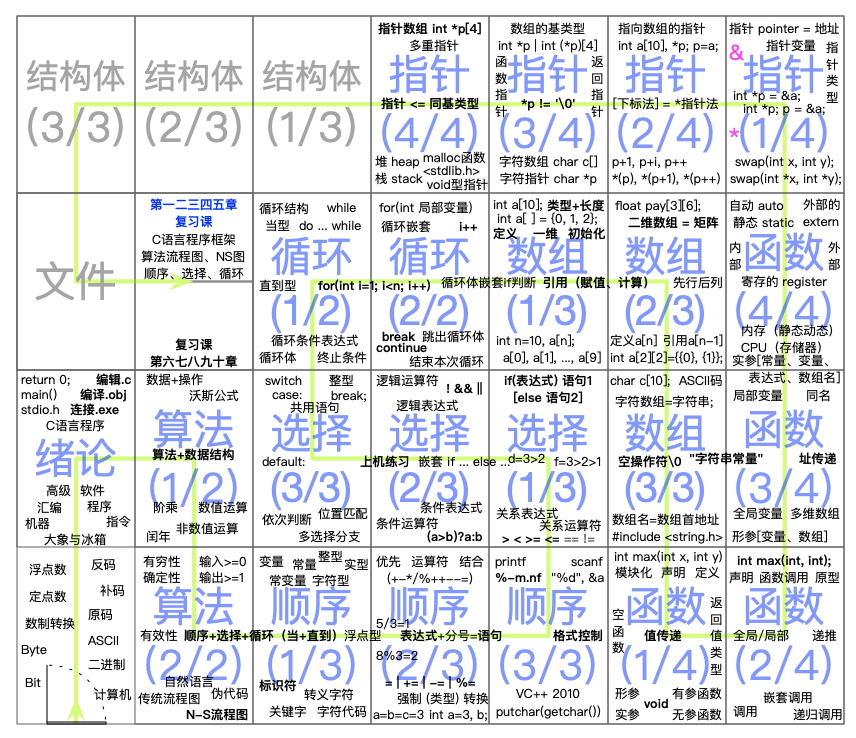 结构体
(3/3)
结构体
(2/3)
结构体
(1/3)
指针数组 int *p[4]
多重指针
指针
指针 <= 同基类型
(4/4)
堆 heap malloc函数
<stdlib.h>
栈 stack void型指针
数组的基类型
int *p | int (*p)[4]
函数指针
指针
返回指针
*p != '\0'
(3/4)
字符数组 char c[]
字符指针 char *p
指向数组的指针
int a[10], *p; p=a;
指针
[下标法] = *指针法
(2/4)
p+1, p+i, p++
*(p), *(p+1), *(p++)
指针 pointer = 地址
& 指针变量
指针
指针类型
int *p = &a;
int *p; p = &a;
*
(1/4)
swap(int x, int y);
swap(int *x, int *y);
文件
第一二三四五章
复习课
C语言程序框架
算法流程图、NS图
顺序、选择、循环
复习课
第六七八九十章
循环结构 while
当型 do ... while
循环
直到型 for(int i=1; i<n; i++)
(1/2)
循环条件表达式
循环体 终止条件
for(int 局部变量)
循环嵌套 i++
循环
循环体嵌套if判断
(2/2)
break 跳出循环体
continue
结束本次循环
int a[10]; 类型+长度
int a[ ] = {0, 1, 2};
定义 一维 初始化
数组
引用（赋值、计算）
(1/3)
int n=10, a[n];
a[0], a[1], ..., a[9]
float pay[3][6];
二维数组 = 矩阵
数组
先行后列
(2/3)
定义a[n] 引用a[n-1]
int a[2][2]={{0}, {1}};
自动 auto 外部的
静态 static extern
内部
函数
外部
寄存的 register
(4/4)
内存（静态动态）
CPU（存储器）
实参[常量、变量、
表达式、数组名]
return 0; 编辑.c
main() 编译.obj
stdio.h 连接.exe
C语言程序
绪论
高级 软件
汇编 程序
机器 指令
大象与冰箱
数据+操作
沃斯公式
算法
算法+数据结构
(1/2)
阶乘 数值运算
闰年 非数值运算
switch 整型
case: break;
共用语句
选择
default:
(3/3)
依次判断 位置匹配
多选择分支
逻辑运算符 ! && ||
逻辑表达式
选择
上机练习 嵌套 if ... else ...
(2/3)
条件表达式
条件运算符
(a>b)?a:b
if(表达式) 语句1
[else 语句2]
选择
d=3>2 f=3>2>1
(1/3)
关系表达式
关系运算符
> < >= <= == !=
char c[10]; ASCII码
字符数组=字符串;
数组
空操作符\0 "字符串常量"
(3/3)
数组名=数组首地址
#include <string.h>
局部变量 同名
函数
址传递
(3/4)
全局变量 多维数组
形参[变量、数组]
浮点数 反码
定点数 补码
数制转换 原码
Byte ASCII
二进制
Bit 计算机
有穷性 输入>=0
确定性 输出>=1
算法
有效性 顺序+选择+循环（当+直到）
(2/2)
自然语言
传统流程图 伪代码
N-S流程图
变量 常量 整型 实型
常变量 字符型
顺序
浮点型
(1/3)
标识符
转义字符
关键字 字符代码
优先 运算符 结合
(+-*/%++--=)
顺序
5/3=1
表达式+分号=语句
8%3=2
(2/3)
= | += | -= | %=
强制 (类型) 转换
a=b=c=3 int a=3, b;
printf scanf
%-m.nf "%d", &a
顺序
格式控制
(3/3)
VC++ 2010
putchar(getchar())
int max(int x, int y)
模块化 声明 定义
空函数
函数
返回值类型
值传递
(1/4)
形参 void 有参函数
实参 无参函数
int max(int, int);
声明 函数调用 原型
函数
全局/局部 递推
(2/4)
嵌套调用
调用 递归调用